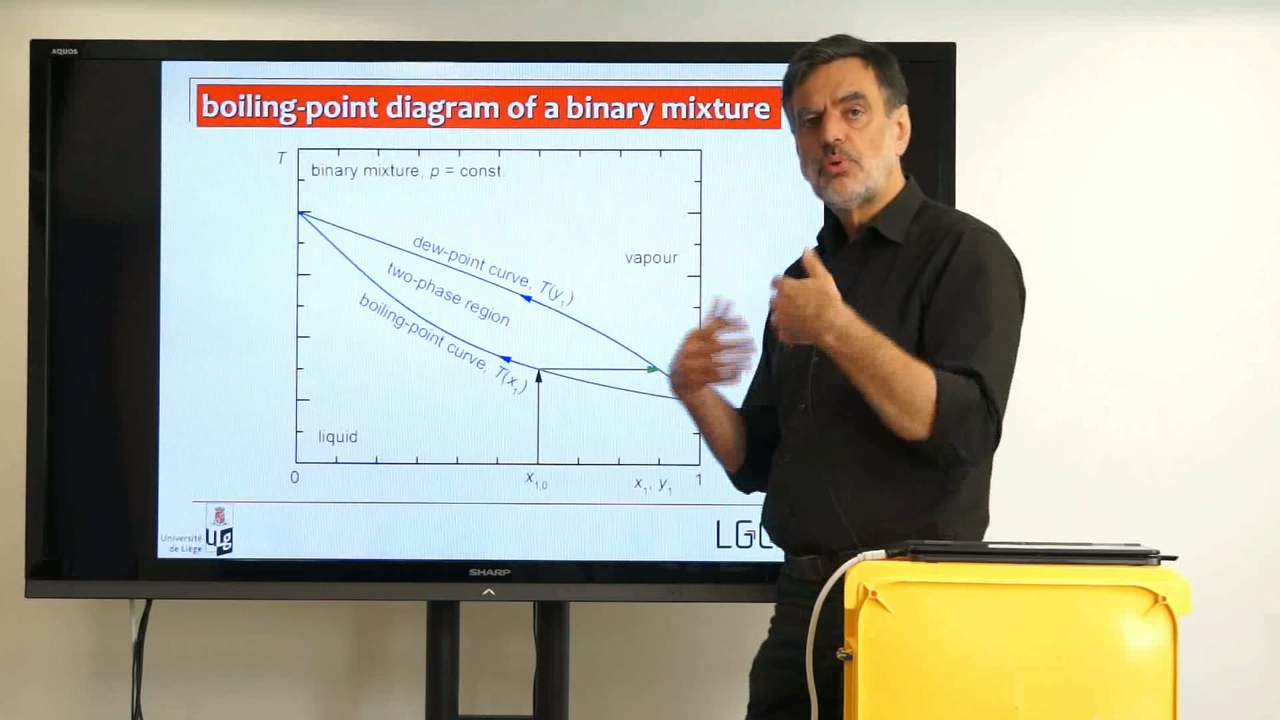 AQUOS
boiling-point diagram of a binary mixture
T
binary mixture, p = const.
dew-point curve, T(y₁)
vapour
two-phase region
boiling-point curve, T(x₁)
liquid
0
x₁,₀
x₁, y₁
1
Université
de Liège
ULg
SHARP